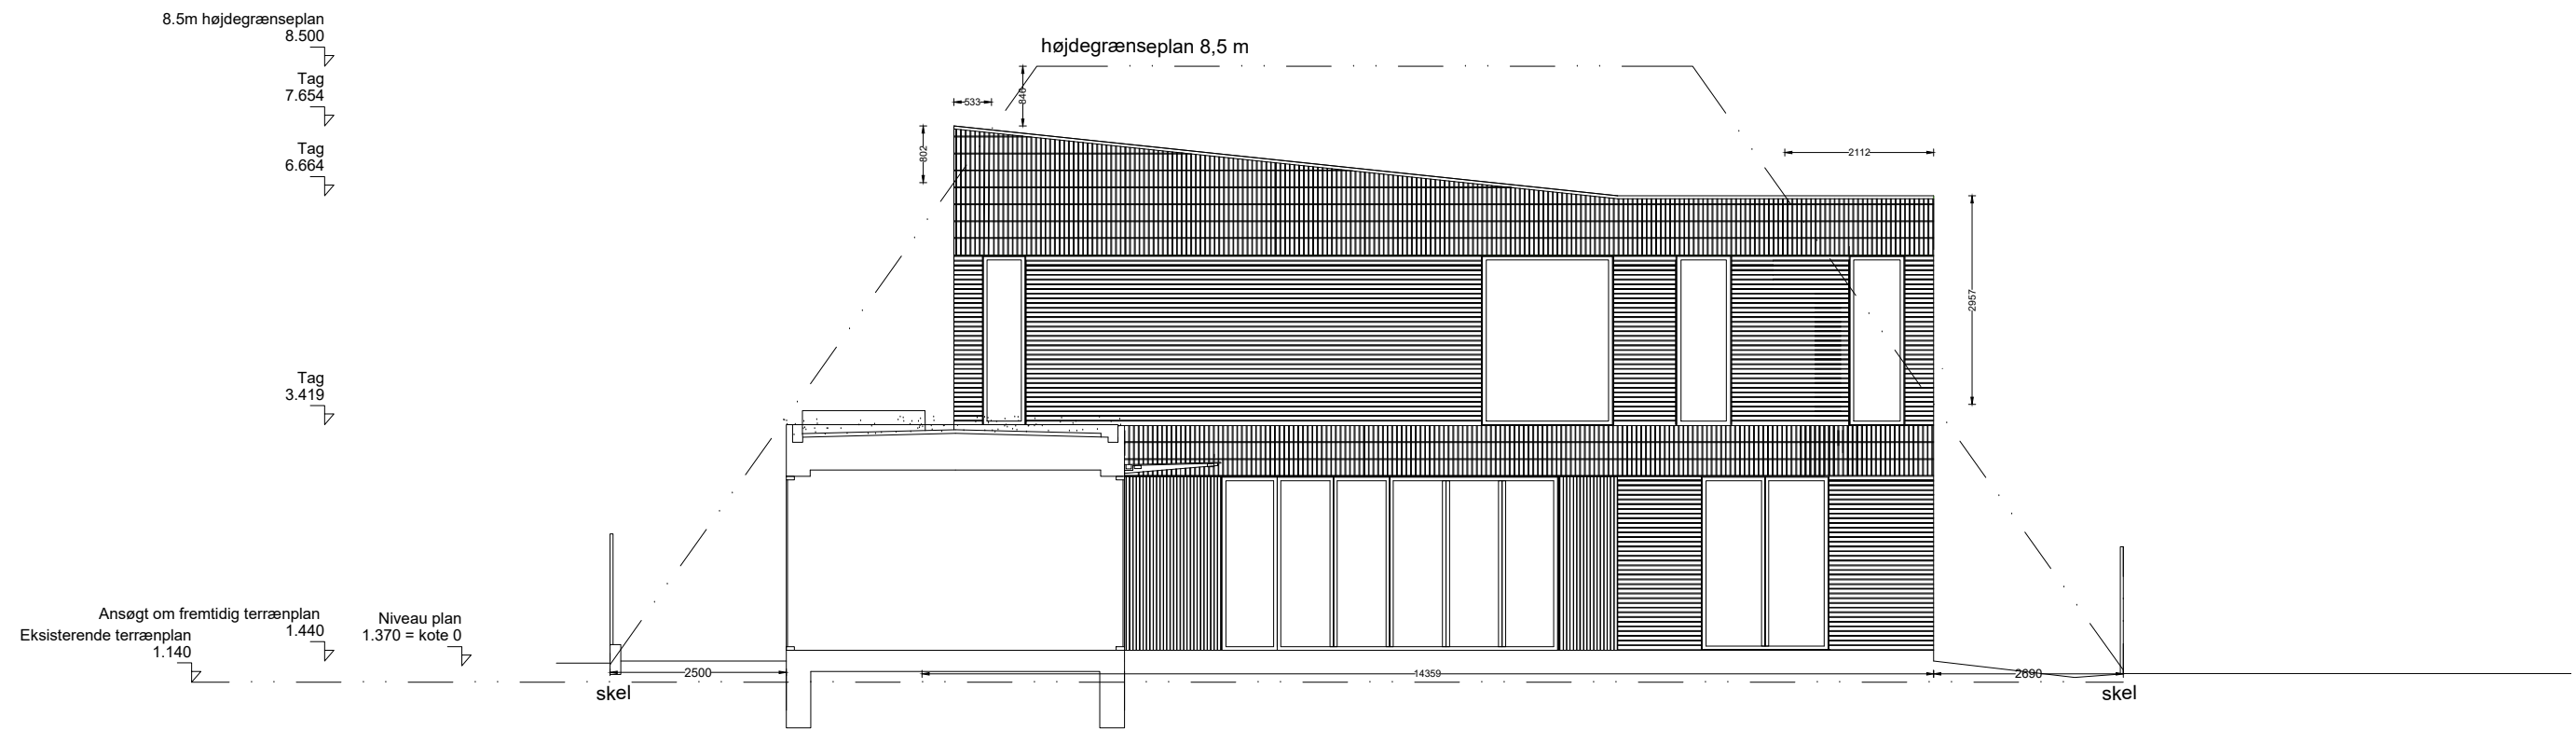 8.5m højdegrænseplan
8.500
højdegrænseplan 8,5 m
Tag
7.654
533
846
802
Tag
6.664
2112
2957
Tag
3.419
Ansøgt om fremtidig terrænplan
1.440
Niveau plan
1.370 = kote 0
Eksisterende terrænplan
1.140
2500
14359
2690
skel
skel